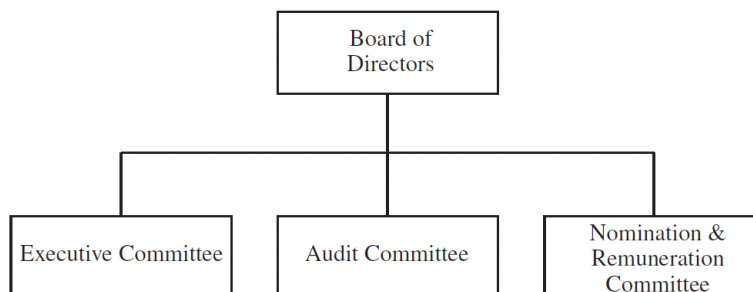 Board of
Directors
Executive Committee
Audit Committee
Nomination &
Remuneration
Committee